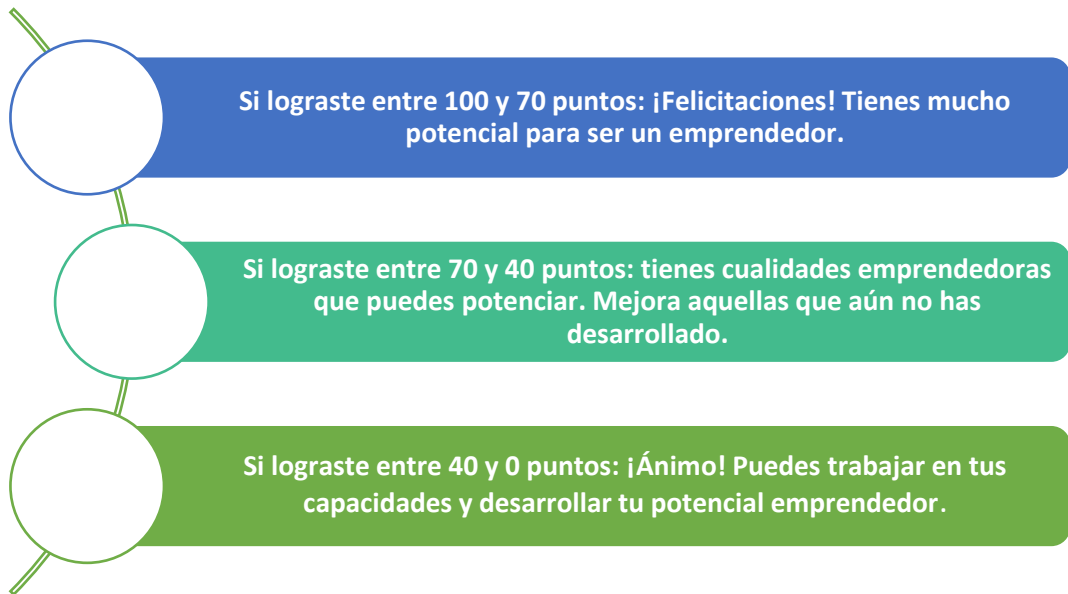 Si lograste entre 100 y 70 puntos: ¡Felicitaciones! Tienes mucho
potencial para ser un emprendedor.
Si lograste entre 70 y 40 puntos: tienes cualidades emprendedoras
que puedes potenciar. Mejora aquellas que aún no has
desarrollado.
Si lograste entre 40 y 0 puntos: ¡Ánimo! Puedes trabajar en tus
capacidades y desarrollar tu potencial emprendedor.